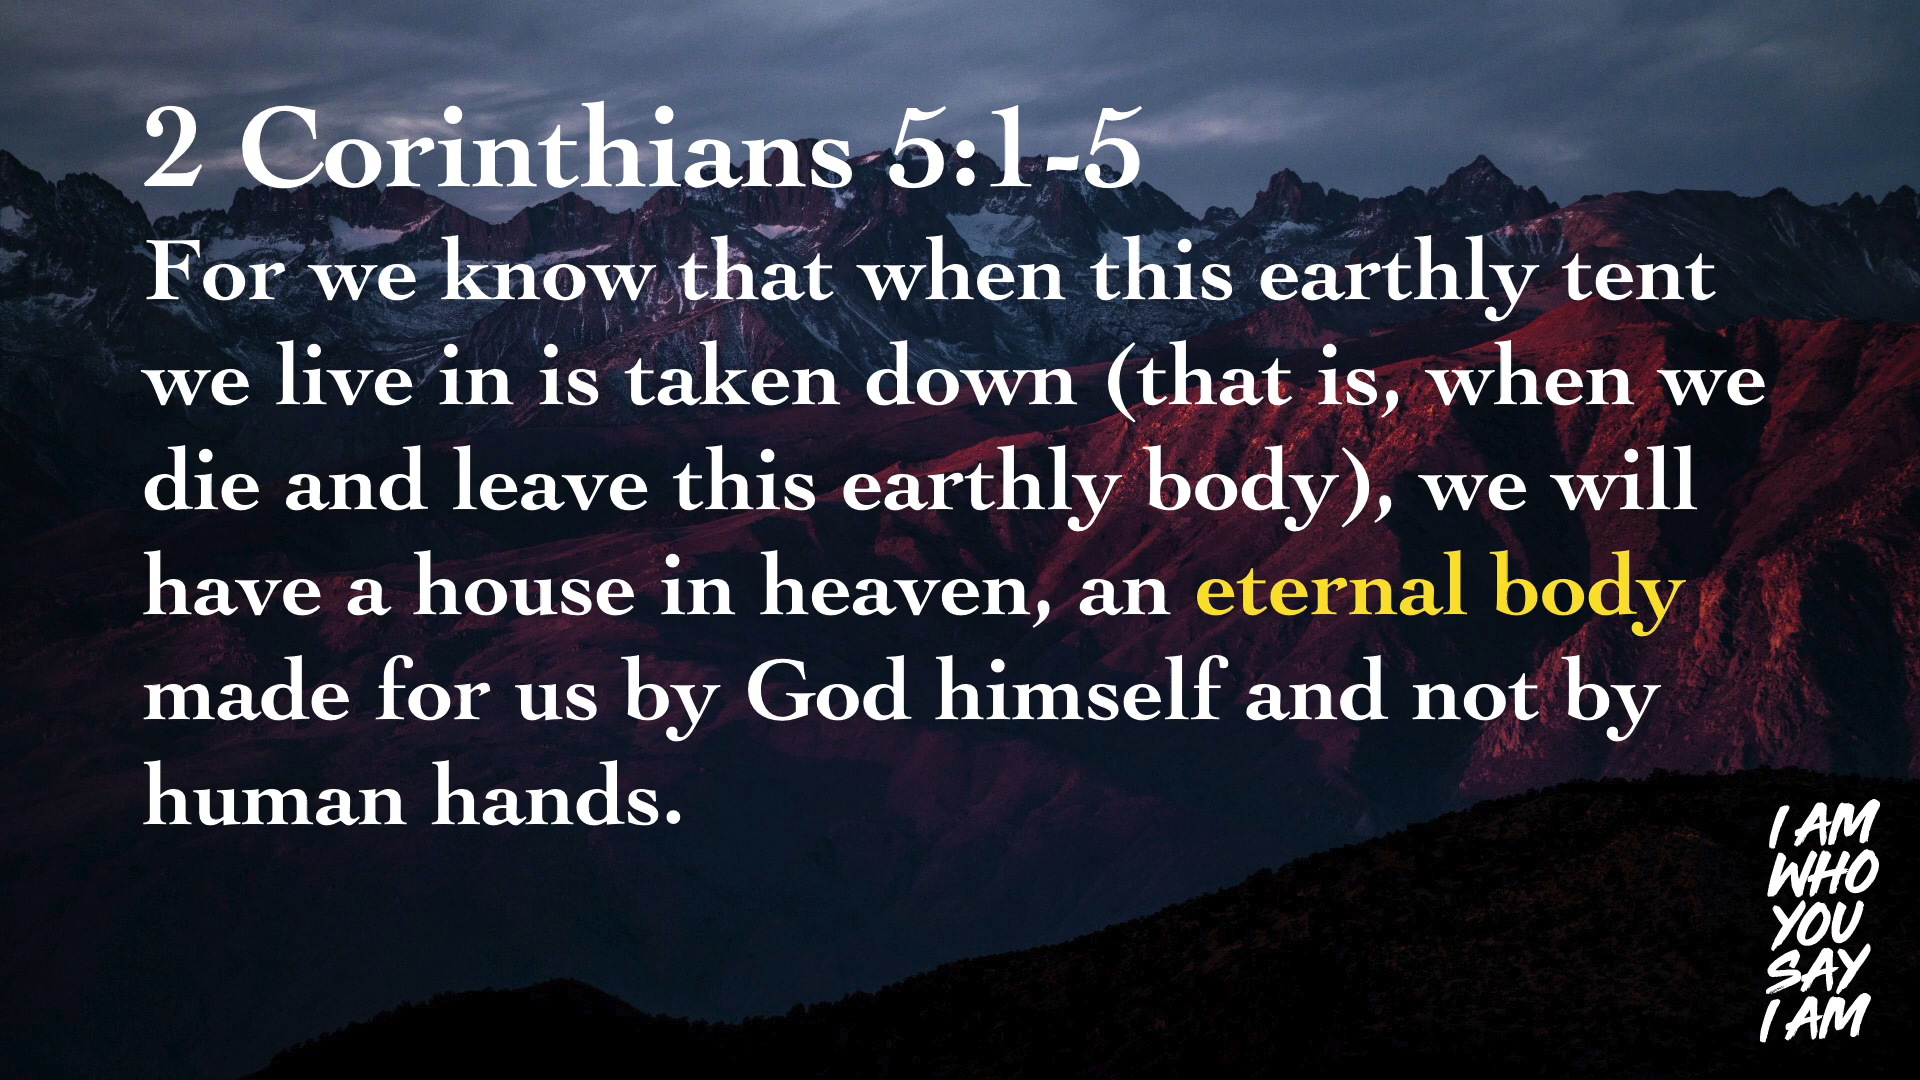 2 Corinthians 5:1-5
For we know that when this earthly tent
we live in is taken down (that is, when we
die and leave this earthly body), we will
have a house in heaven, an eternal body
made for us by God himself and not by
human hands.
I AM
WHO
YOU
SAY
I AM